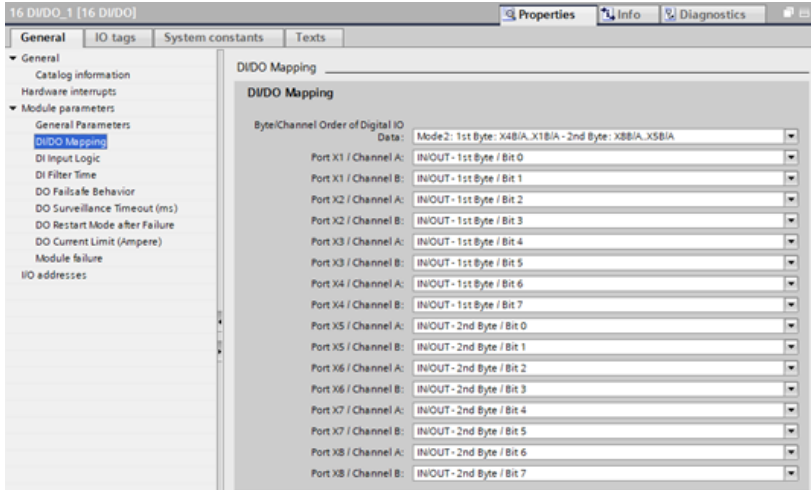 16 DI/DO_1 [16 DI/DO]
Properties Info Diagnostics
General IO tags System constants Texts
General
Catalog information
Hardware interrupts
Module parameters
General Parameters
DI/DO Mapping
DI Input Logic
DI Filter Time
DO Failsafe Behavior
DO Surveillance Timeout (ms)
DO Restart Mode after Failure
DO Current Limit (Ampere)
Module failure
I/O addresses
DI/DO Mapping
DI/DO Mapping
Byte/Channel Order of Digital IO
Data: Mode2: 1st Byte: X4B/A..X1B/A - 2nd Byte: X8B/A..X5B/A
Port X1 / Channel A: IN/OUT - 1st Byte / Bit 0
Port X1 / Channel B: IN/OUT - 1st Byte / Bit 1
Port X2 / Channel A: IN/OUT - 1st Byte / Bit 2
Port X2 / Channel B: IN/OUT - 1st Byte / Bit 3
Port X3 / Channel A: IN/OUT - 1st Byte / Bit 4
Port X3 / Channel B: IN/OUT - 1st Byte / Bit 5
Port X4 / Channel A: IN/OUT - 1st Byte / Bit 6
Port X4 / Channel B: IN/OUT - 1st Byte / Bit 7
Port X5 / Channel A: IN/OUT - 2nd Byte / Bit 0
Port X5 / Channel B: IN/OUT - 2nd Byte / Bit 1
Port X6 / Channel A: IN/OUT - 2nd Byte / Bit 2
Port X6 / Channel B: IN/OUT - 2nd Byte / Bit 3
Port X7 / Channel A: IN/OUT - 2nd Byte / Bit 4
Port X7 / Channel B: IN/OUT - 2nd Byte / Bit 5
Port X8 / Channel A: IN/OUT - 2nd Byte / Bit 6
Port X8 / Channel B: IN/OUT - 2nd Byte / Bit 7